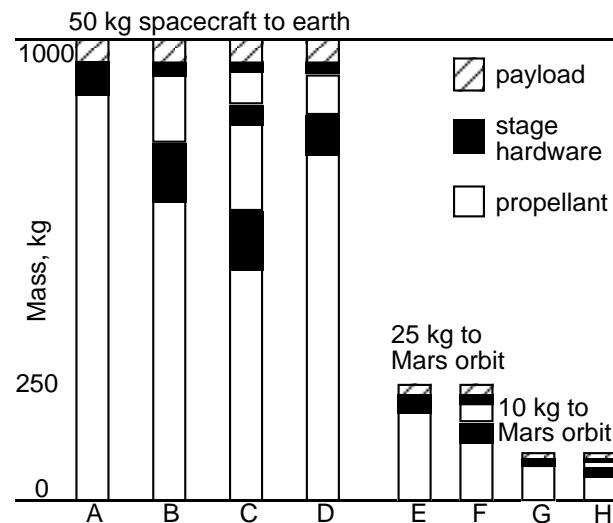 50 kg spacecraft to earth
1000
payload
stage
hardware
propellant
Mass, kg
25 kg to
Mars orbit
250
10 kg to
Mars orbit
0
A B C D E F G H